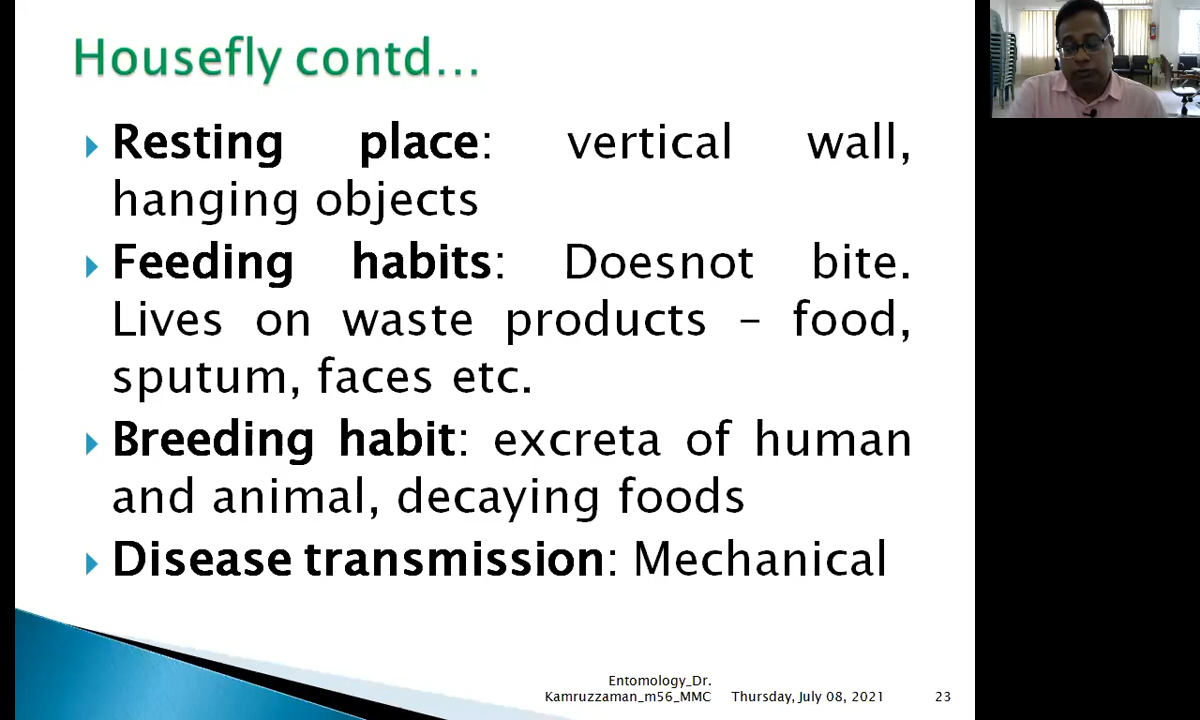 Housefly contd...
Resting place: vertical wall,
hanging objects
Feeding habits: Doesnot bite.
Lives on waste products – food,
sputum, faces etc.
Breeding habit: excreta of human
and animal, decaying foods
Disease transmission: Mechanical
Entomology_Dr.
Kamruzzaman_m56_MMC Thursday, July 08, 2021 23